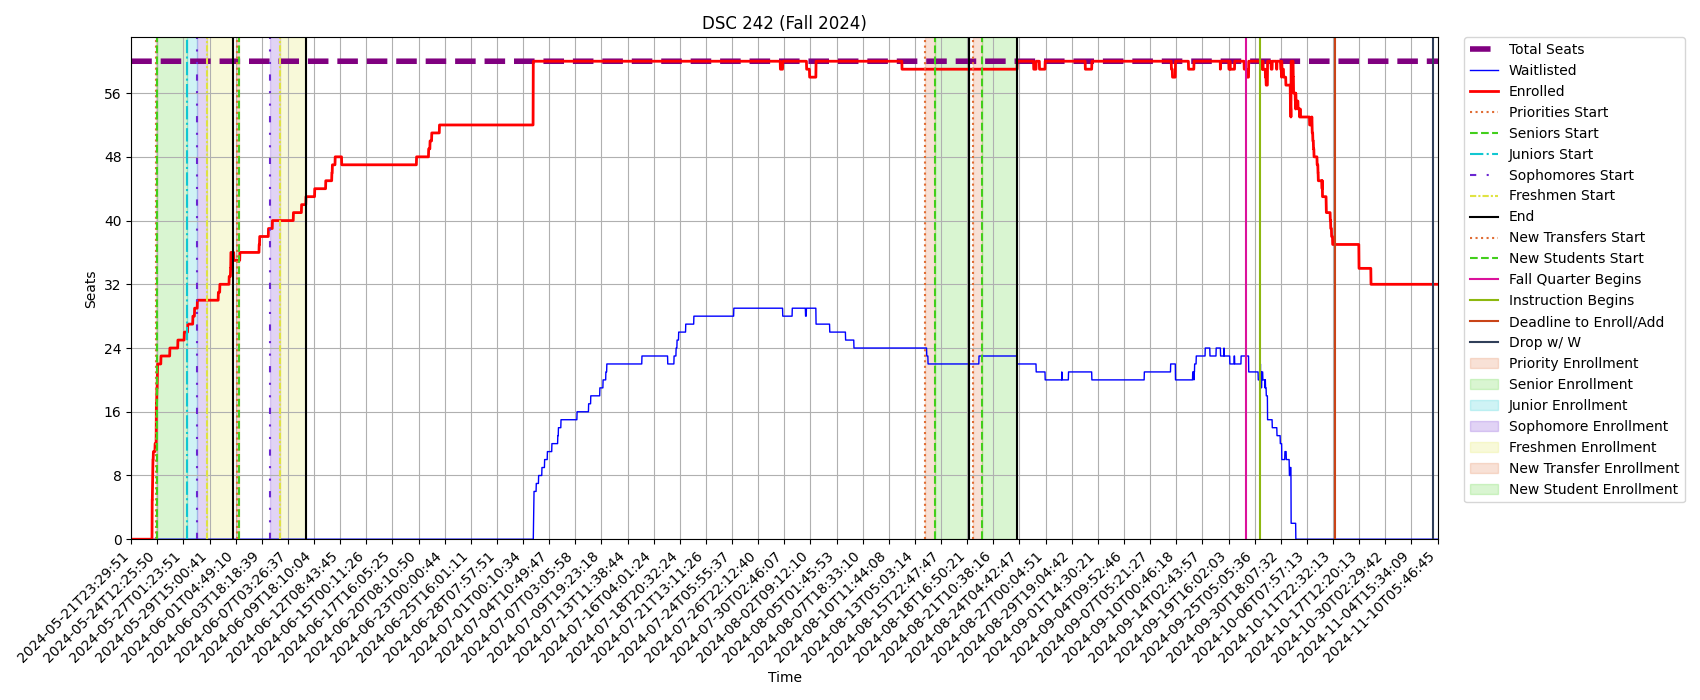 DSC 242 (Fall 2024)
Seats
56
48
40
32
24
16
8
0
2024-05-21T23:29:51
2024-05-24T12:25:50
2024-05-27T01:23:51
2024-05-29T15:00:41
2024-06-01T04:49:10
2024-06-03T18:18:39
2024-06-07T03:26:37
2024-06-09T18:10:04
2024-06-12T08:43:45
2024-06-15T00:11:26
2024-06-17T16:05:25
2024-06-20T08:10:50
2024-06-23T00:00:44
2024-06-25T16:01:11
2024-06-28T07:57:51
2024-07-01T00:10:34
2024-07-04T10:49:47
2024-07-07T03:05:58
2024-07-09T19:23:18
2024-07-13T11:38:44
2024-07-16T04:01:24
2024-07-18T20:32:24
2024-07-21T13:11:26
2024-07-24T05:55:37
2024-07-26T22:12:40
2024-07-30T02:46:07
2024-08-02T09:12:10
2024-08-05T01:45:53
2024-08-07T18:33:10
2024-08-10T11:44:08
2024-08-13T05:03:14
2024-08-15T22:47:47
2024-08-18T16:50:21
2024-08-21T10:38:16
2024-08-24T04:42:47
2024-08-27T00:04:51
2024-08-29T19:04:42
2024-09-01T14:30:21
2024-09-04T09:52:46
2024-09-07T05:21:27
2024-09-10T00:46:18
2024-09-14T02:43:57
2024-09-19T16:02:03
2024-09-25T05:05:36
2024-09-30T18:07:32
2024-10-06T07:57:13
2024-10-11T22:32:13
2024-10-17T12:20:13
2024-10-30T02:29:42
2024-11-04T15:34:09
2024-11-10T05:46:45
Time
Total Seats
Waitlisted
Enrolled
Priorities Start
Seniors Start
Juniors Start
Sophomores Start
Freshmen Start
End
New Transfers Start
New Students Start
Fall Quarter Begins
Instruction Begins
Deadline to Enroll/Add
Drop w/ W
Priority Enrollment
Senior Enrollment
Junior Enrollment
Sophomore Enrollment
Freshmen Enrollment
New Transfer Enrollment
New Student Enrollment